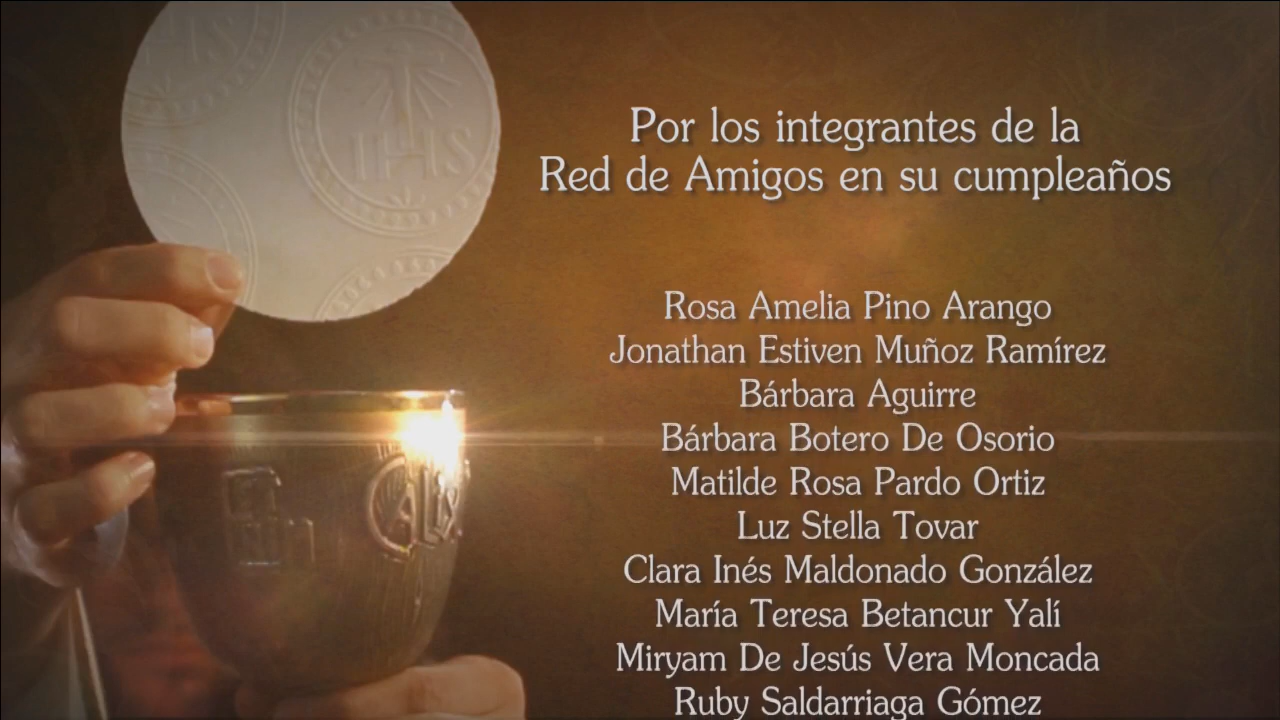 IHS
Por los integrantes de la
Red de Amigos en su cumpleaños
Rosa Amelia Pino Arango
Jonathan Estiven Muñoz Ramírez
Bárbara Aguirre
Bárbara Botero De Osorio
Matilde Rosa Pardo Ortiz
Luz Stella Tovar
Clara Inés Maldonado González
María Teresa Betancur Yalí
Miryam De Jesús Vera Moncada
Ruby Saldarriaga Gómez